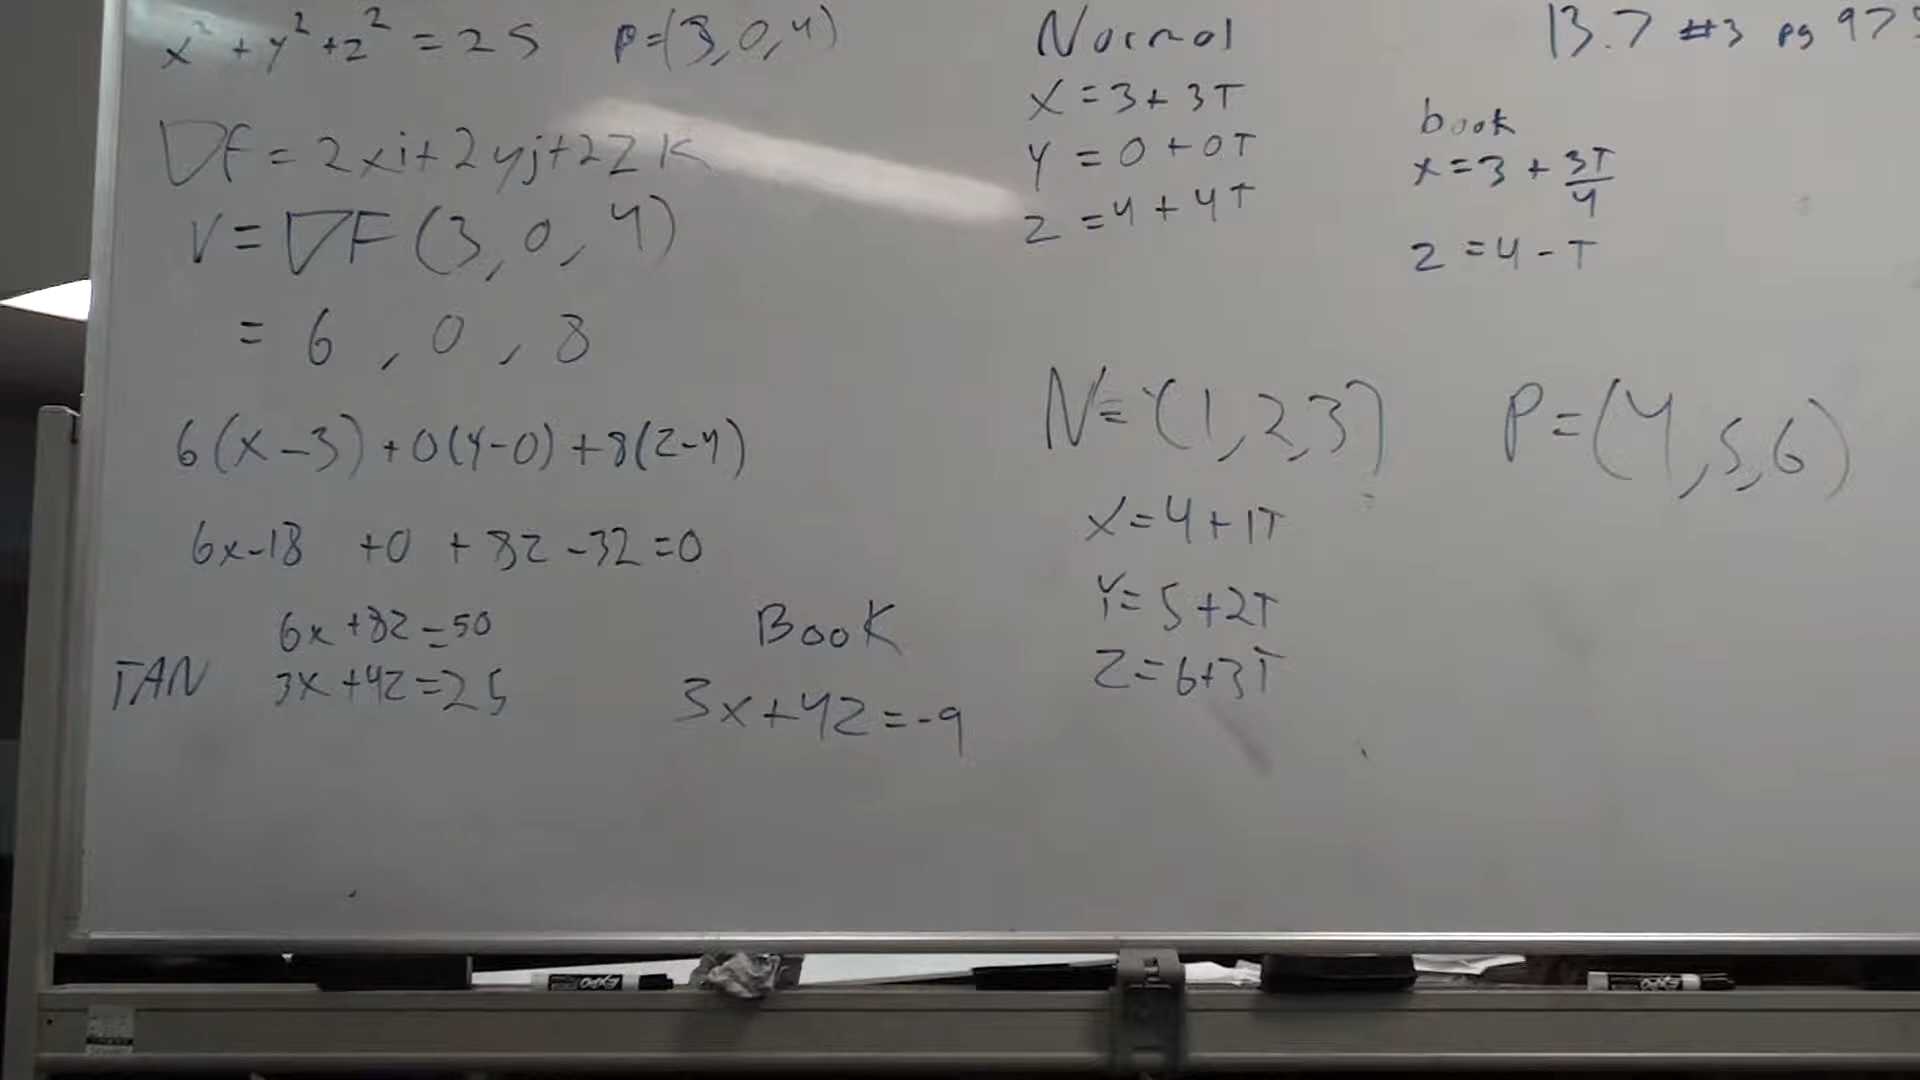 x² + y² + z² = 25 P=(3,0,4)
∇F = 2xi+2yj+2zk
V = ∇F(3,0,4)
= 6, 0, 8
6(x-3)+0(y-0)+8(z-4)
6x-18 +0 +8z-32=0
6x+8z=50
TAN 3x+4z=25
BOOK
3x+4z=-9
Normal
x=3+3T
y=0+0T
z=4+4T
13.7 #3 pg 97
book
x=3+3T/4
z=4-T
N=(1,2,3) P=(4,5,6)
x=4+1T
Y=5+2T
Z=6+3T
EXPO
EXPO